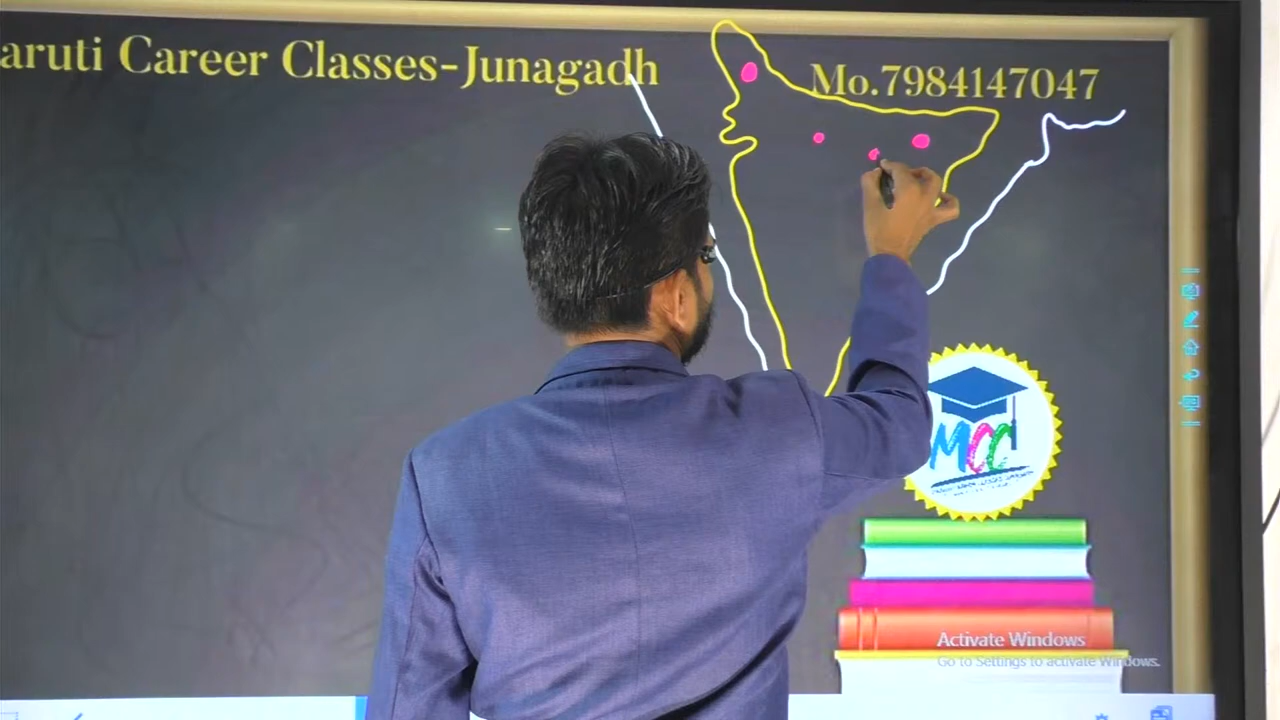 aruti Career Classes-Junagadh
Mo.7984147047
MCC
Activate Windows
Go to Settings to activate Windows.